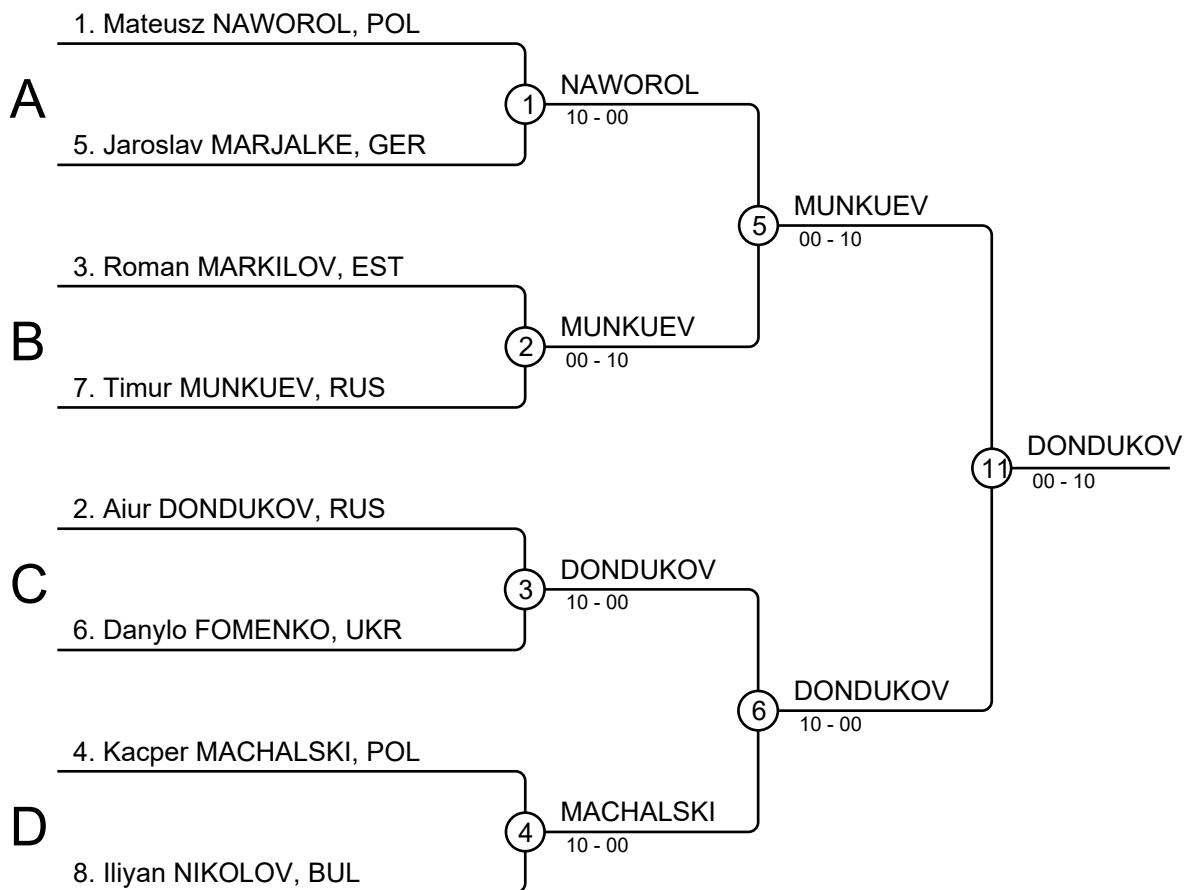 1. Mateusz NAWOROL, POL
A
1
NAWOROL
10 - 00
5. Jaroslav MARJALKE, GER
5
MUNKUEV
00 - 10
3. Roman MARKILOV, EST
B
2
MUNKUEV
00 - 10
7. Timur MUNKUEV, RUS
11
DONDUKOV
00 - 10
2. Aiur DONDUKOV, RUS
C
3
DONDUKOV
10 - 00
6. Danylo FOMENKO, UKR
6
DONDUKOV
10 - 00
4. Kacper MACHALSKI, POL
D
4
MACHALSKI
10 - 00
8. Iliyan NIKOLOV, BUL